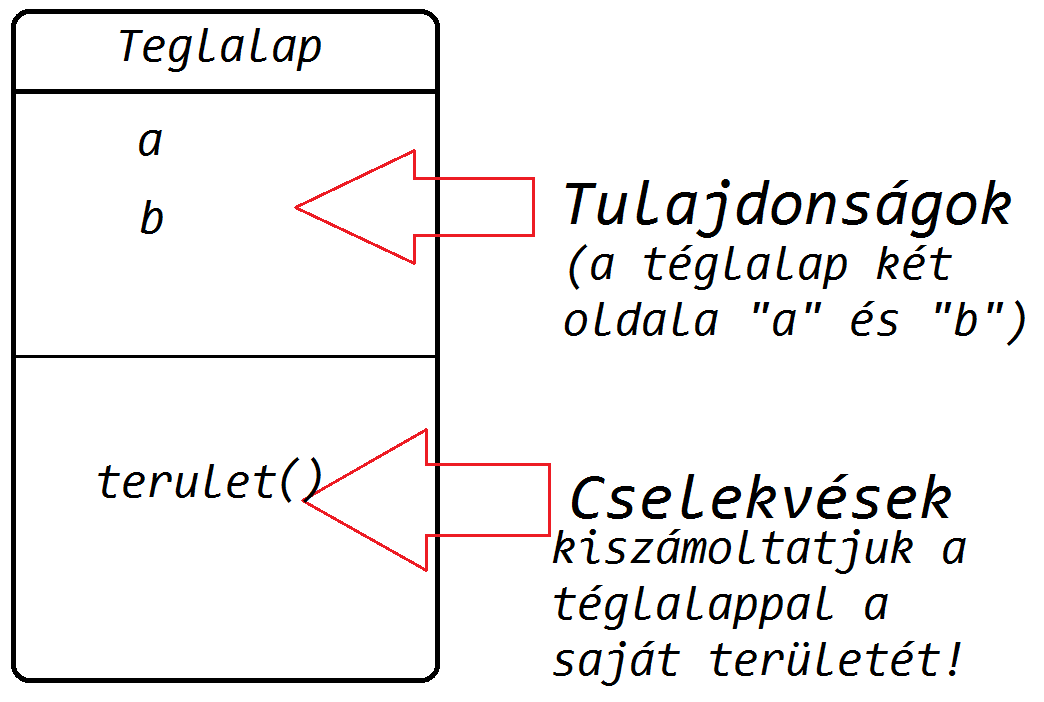 Teglalap
a
b
Tulajdonságok
(a téglalap két
oldala "a" és "b")
terulet()
Cselekvések
kiszámoltatjuk a
téglalappal a
saját területét!